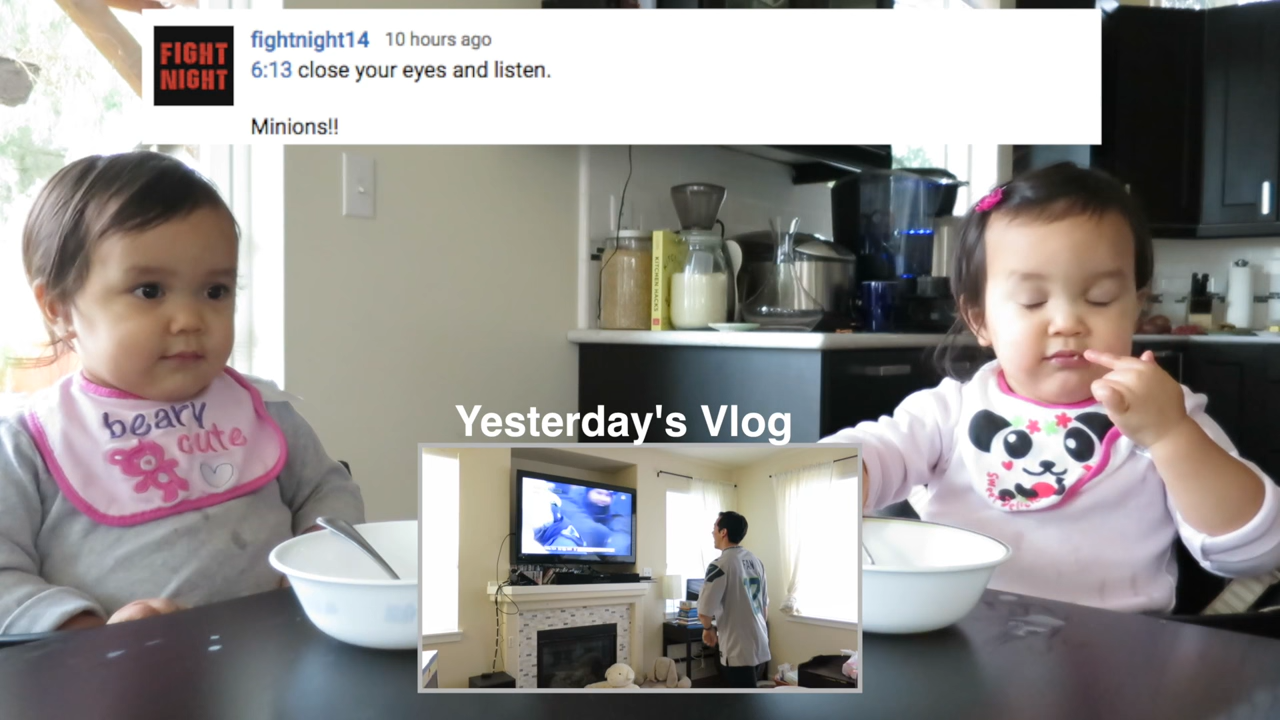 FIGHT
NIGHT
fightnight14 10 hours ago
6:13 close your eyes and listen.
Minions!!
KITCHEN HACKS
beary
cute
Yesterday's Vlog